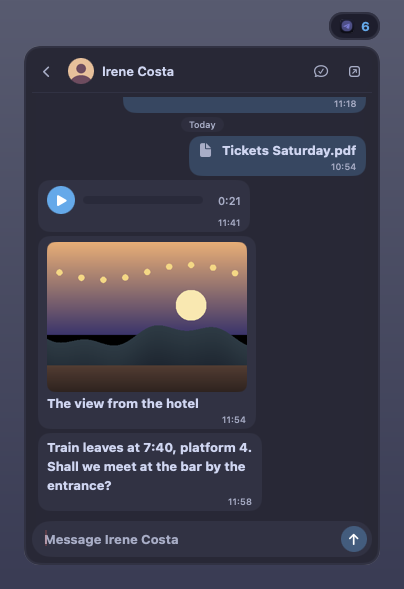 6
Irene Costa
11:18
Today
Tickets Saturday.pdf
10:54
0:21
11:41
The view from the hotel
11:54
Train leaves at 7:40, platform 4.
Shall we meet at the bar by the
entrance?
11:58
Message Irene Costa